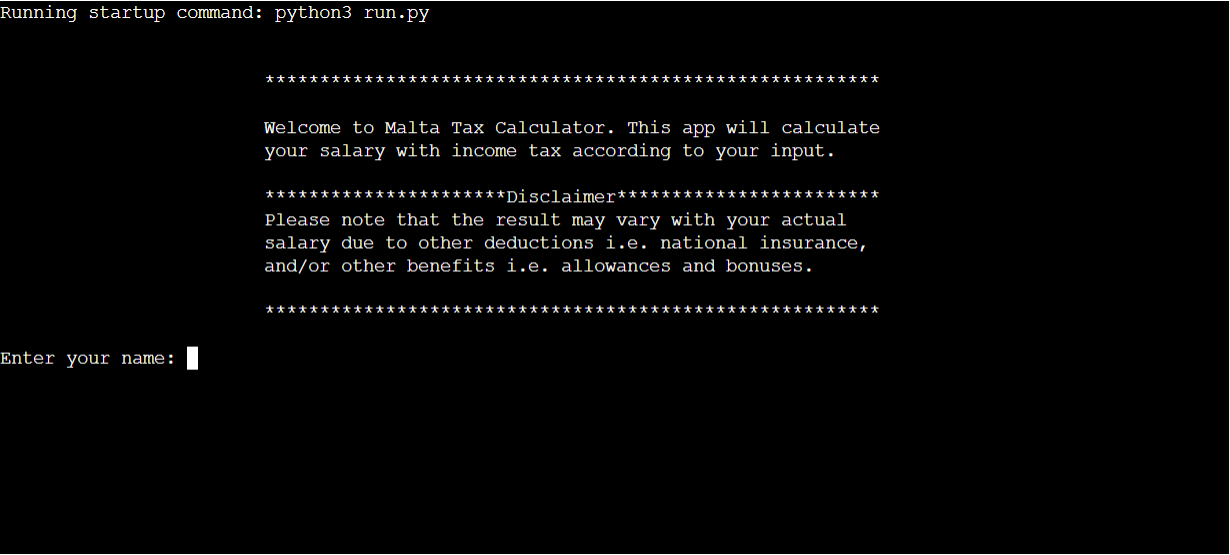 Running startup command: python3 run.py
********************************************************
Welcome to Malta Tax Calculator. This app will calculate
your salary with income tax according to your input.
**********************Disclaimer************************
Please note that the result may vary with your actual
salary due to other deductions i.e. national insurance,
and/or other benefits i.e. allowances and bonuses.
********************************************************
Enter your name: